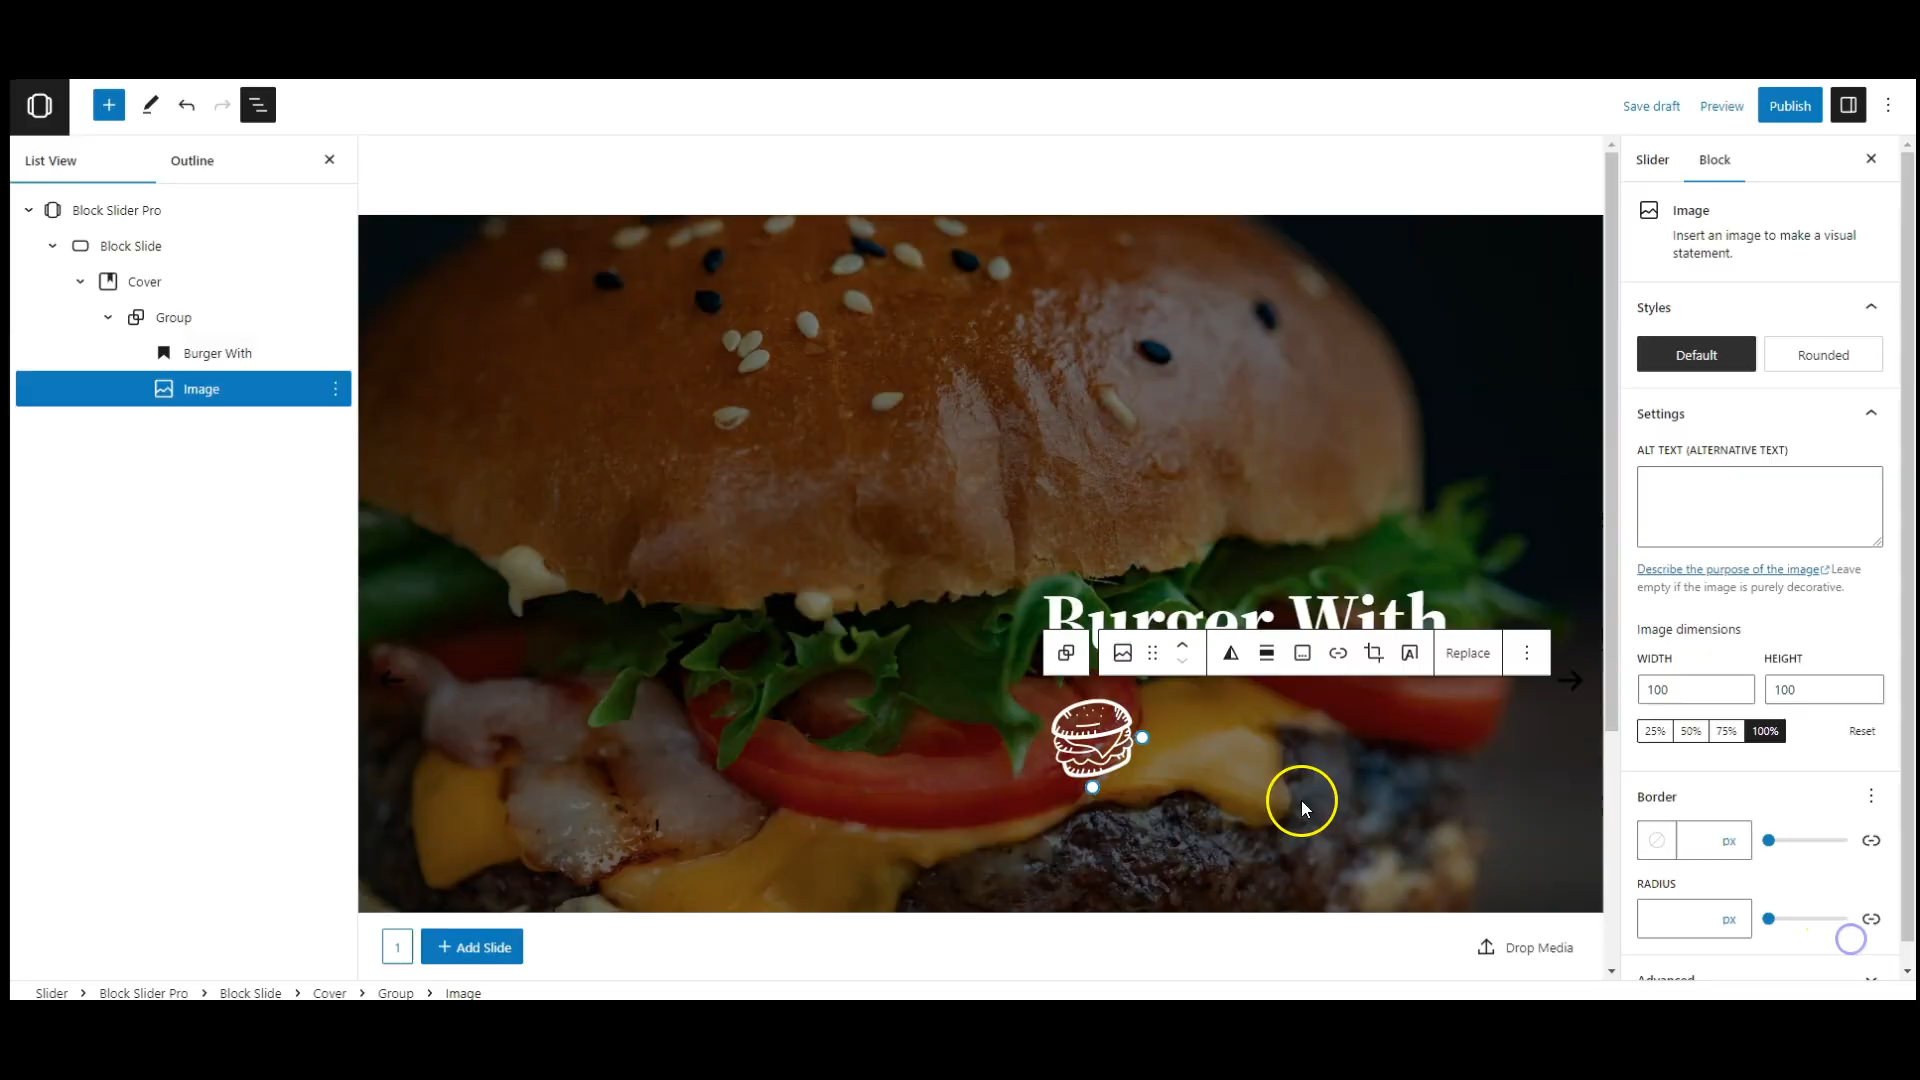 Save draft
Preview
Publish
List View
Outline
Block Slider Pro
Block Slide
Cover
Group
Burger With
Image
Burger With
Replace
1
Add Slide
Drop Media
Slider
Block
Image
Insert an image to make a visual
statement.
Styles
Default
Rounded
Settings
ALT TEXT (ALTERNATIVE TEXT)
Describe the purpose of the image Leave
empty if the image is purely decorative.
Image dimensions
WIDTH
HEIGHT
100
100
25%
50%
75%
100%
Reset
Border
px
RADIUS
px
Advanced
Slider > Block Slider Pro > Block Slide > Cover > Group > Image